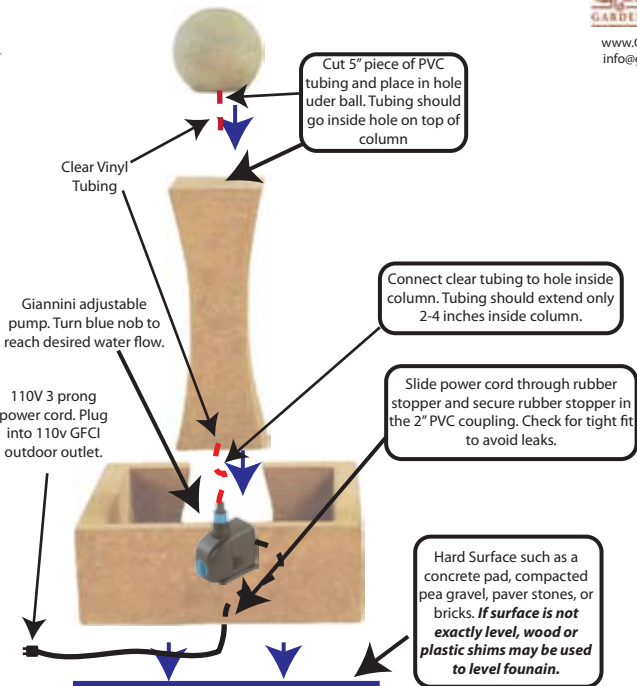 GARDEN
www.G
info@g
Cut 5" piece of PVC
tubing and place in hole
uder ball. Tubing should
go inside hole on top of
column
Clear Vinyl
Tubing
Connect clear tubing to hole inside
column. Tubing should extend only
2-4 inches inside column.
Giannini adjustable
pump. Turn blue nob to
reach desired water flow.
Slide power cord through rubber
stopper and secure rubber stopper in
the 2" PVC coupling. Check for tight fit
to avoid leaks.
110V 3 prong
power cord. Plug
into 110v GFCI
outdoor outlet.
Hard Surface such as a
concrete pad, compacted
pea gravel, paver stones, or
bricks. If surface is not
exactly level, wood or
plastic shims may be used
to level founain.